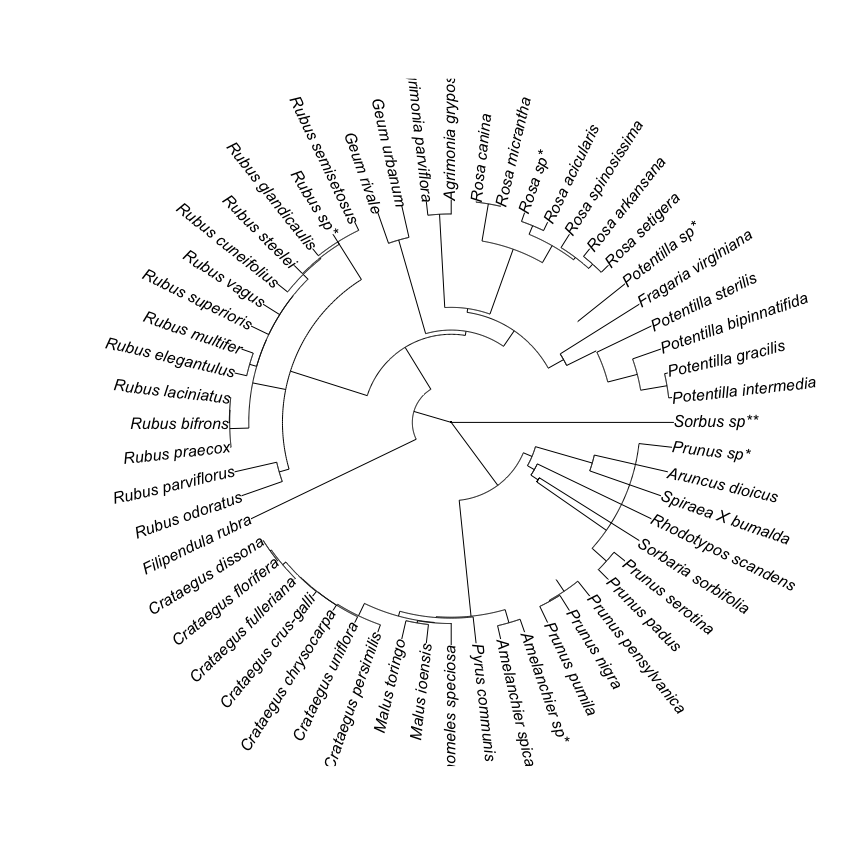 Rubus semisetosus
Geum rivale
Geum urbanum
rimonia parviflora
Agrimonia grypos
Rosa canina
Rosa micrantha
Rosa sp*
Rosa acicularis
Rosa spinosissima
Rosa arkansana
Rosa setigera
Potentilla sp*
Fragaria virginiana
Potentilla sterilis
Potentilla bipinnatifida
Potentilla gracilis
Potentilla intermedia
Sorbus sp**
Prunus sp*
Aruncus dioicus
Spiraea X bumalda
Rhodotypos scandens
Sorbaria sorbifolia
Prunus serotina
Prunus padus
Prunus pensylvanica
Prunus nigra
Prunus pumila
Amelanchier sp*
Amelanchier spica
Pyrus communis
omeles speciosa
Malus ioensis
Malus toringo
Crataegus persimilis
Crataegus uniflora
Crataegus chrysocarpa
Crataegus crus-galli
Crataegus fulleriana
Crataegus florifera
Crataegus dissona
Filipendula rubra
Rubus odoratus
Rubus parviflorus
Rubus praecox
Rubus bifrons
Rubus laciniatus
Rubus elegantulus
Rubus multifer
Rubus superioris
Rubus vagus
Rubus cuneifolius
Rubus steelei
Rubus glandicaulis
Rubus sp*